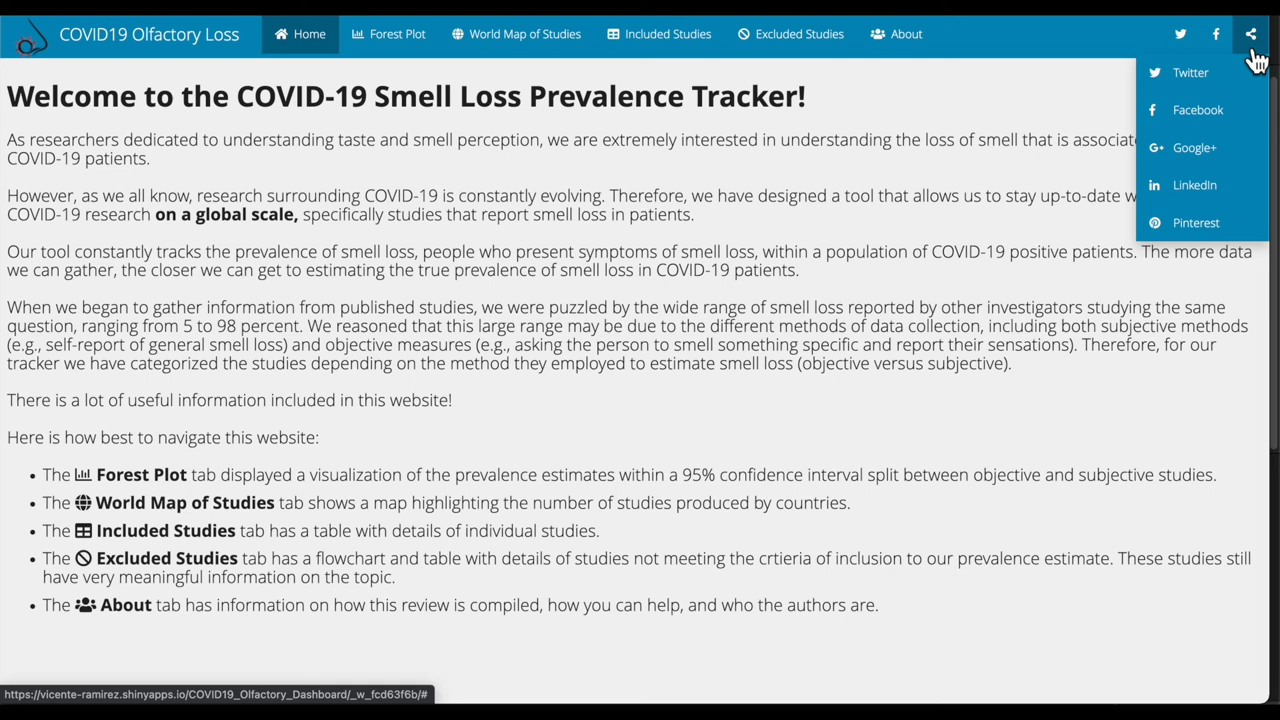 COVID19 Olfactory Loss Home Forest Plot World Map of Studies Included Studies Excluded Studies About
Twitter
Facebook
Google+
LinkedIn
Pinterest
Welcome to the COVID-19 Smell Loss Prevalence Tracker!
As researchers dedicated to understanding taste and smell perception, we are extremely interested in understanding the loss of smell that is
COVID-19 patients.
However, as we all know, research surrounding COVID-19 is constantly evolving. Therefore, we have designed a tool that allows us to stay up-to-date
COVID-19 research on a global scale, specifically studies that report smell loss in patients.
Our tool constantly tracks the prevalence of smell loss, people who present symptoms of smell loss, within a population of COVID-19 positive patients. The more data
we can gather, the closer we can get to estimating the true prevalence of smell loss in COVID-19 patients.
When we began to gather information from published studies, we were puzzled by the wide range of smell loss reported by other investigators studying the same
question, ranging from 5 to 98 percent. We reasoned that this large range may be due to the different methods of data collection, including both subjective methods
(e.g., self-report of general smell loss) and objective measures (e.g., asking the person to smell something specific and report their sensations). Therefore, for our
tracker we have categorized the studies depending on the method they employed to estimate smell loss (objective versus subjective).
There is a lot of useful information included in this website!
Here is how best to navigate this website:
• The Forest Plot tab displayed a visualization of the prevalence estimates within a 95% confidence interval split between objective and subjective studies.
• The World Map of Studies tab shows a map highlighting the number of studies produced by countries.
• The Included Studies tab has a table with details of individual studies.
• The Excluded Studies tab has a flowchart and table with details of studies not meeting the crtieria of inclusion to our prevalence estimate. These studies still
have very meaningful information on the topic.
• The About tab has information on how this review is compiled, how you can help, and who the authors are.
https://vicente-ramirez.shinyapps.io/COVID19_Olfactory_Dashboard/_w_fcd63f6b/#